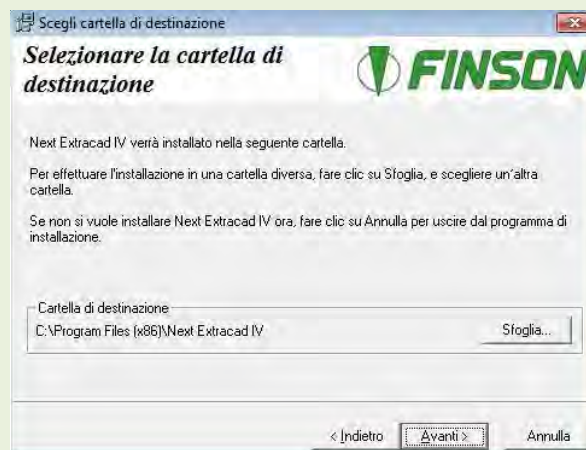 Scegli cartella di destinazione
Selezionare la cartella di
destinazione
FINSON
Next Extracad IV verrà installato nella seguente cartella.
Per effettuare l'installazione in una cartella diversa, fare clic su Sfoglia, e scegliere un'altra
cartella.
Se non si vuole installare Next Extracad IV ora, fare clic su Annulla per uscire dal programma di
installazione.
Cartella di destinazione
C:\Program Files (x86)\Next Extracad IV
Sfoglia...
< Indietro
Avanti >
Annulla